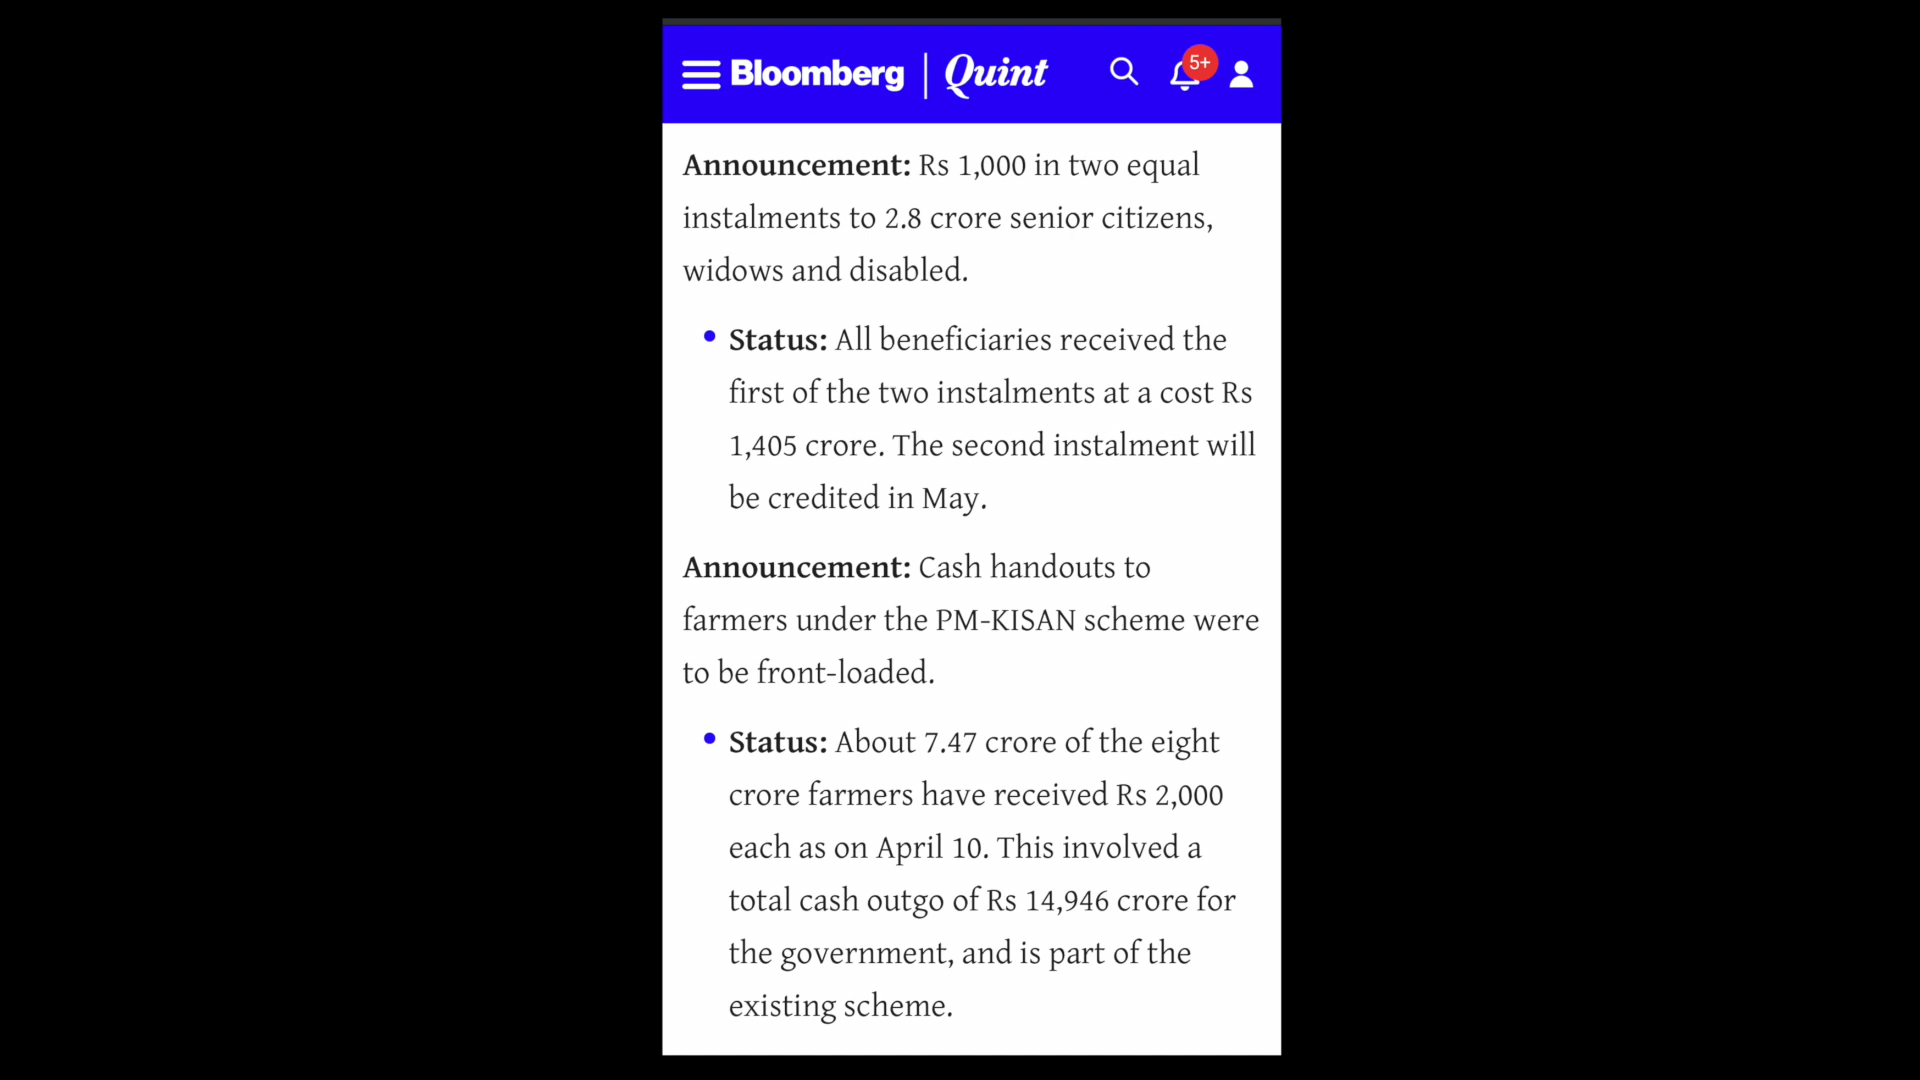 Bloomberg | Quint
5+
Announcement: Rs 1,000 in two equal
instalments to 2.8 crore senior citizens,
widows and disabled.
• Status: All beneficiaries received the
first of the two instalments at a cost Rs
1,405 crore. The second instalment will
be credited in May.
Announcement: Cash handouts to
farmers under the PM-KISAN scheme were
to be front-loaded.
• Status: About 7.47 crore of the eight
crore farmers have received Rs 2,000
each as on April 10. This involved a
total cash outgo of Rs 14,946 crore for
the government, and is part of the
existing scheme.